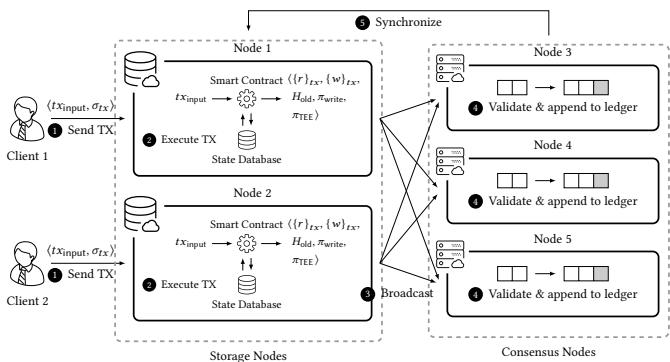 5 Synchronize
Node 1
Node 3
Smart Contract ⟨{r}tx, {w}tx,
txinput
Hold, πwrite,
πTEE⟩
2 Execute TX
State Database
⟨txinput, σtx⟩
1 Send TX
Client 1
4 Validate & append to ledger
Node 4
4 Validate & append to ledger
Node 2
Smart Contract ⟨{r}tx, {w}tx,
txinput
Hold, πwrite,
πTEE⟩
2 Execute TX
State Database
⟨txinput, σtx⟩
1 Send TX
Client 2
3 Broadcast
Node 5
4 Validate & append to ledger
Storage Nodes
Consensus Nodes